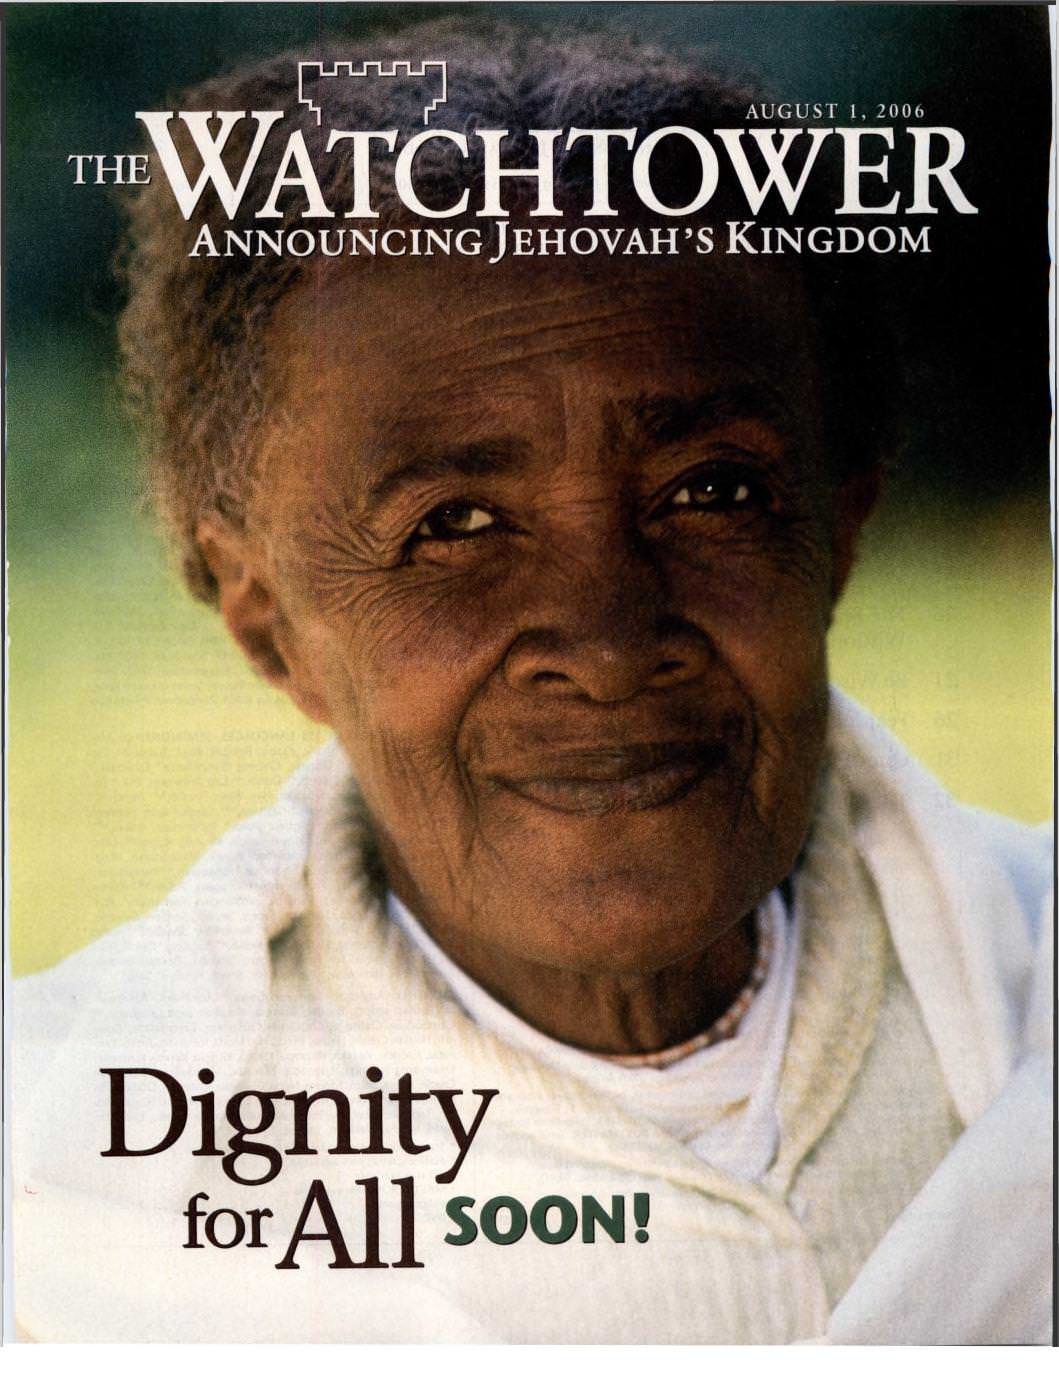 AUGUST 1, 2006
THE WATCHTOWER
ANNOUNCING JEHOVAH'S KINGDOM
Dignity
for All SOON!